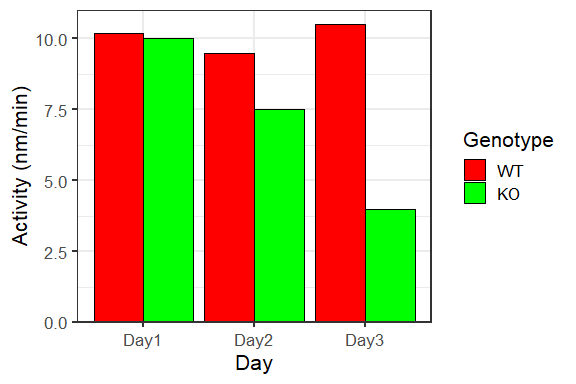 Activity (nm/min)
10.0
7.5
5.0
2.5
0.0
Day1 Day2 Day3
Day
Genotype
WT
KO